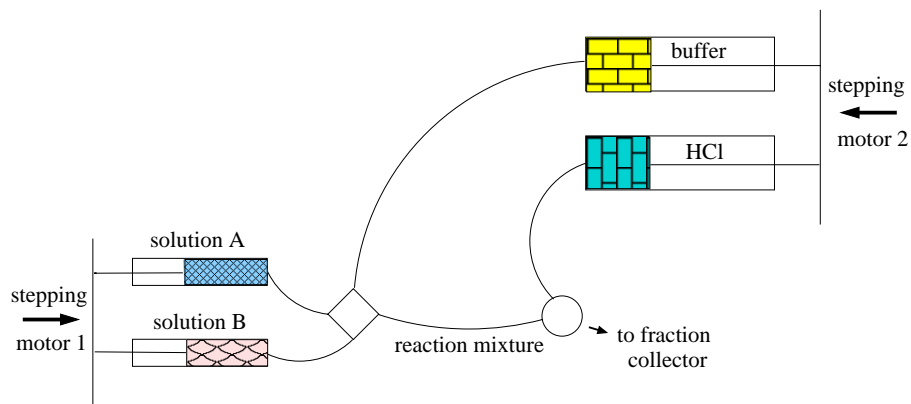 buffer
stepping
motor 2
HCl
solution A
stepping
motor 1
solution B
reaction mixture
to fraction
collector